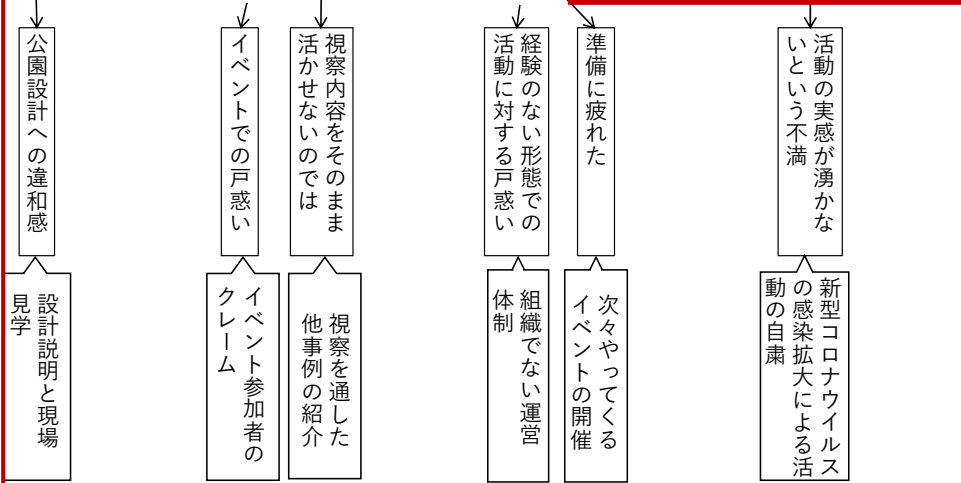 公園設計への違和感
イベントでの戸惑い
視察内容をそのまま
活かせないのでは
経験のない形態での
活動に対する戸惑い
準備に疲れた
活動の実感が湧かな
いという不満
設計説明と現場
見学
イベント参加者の
クレーム
視察を通した
他事例の紹介
組織でない運営
体制
次々やってくる
イベントの開催
新型コロナウイルス
の感染拡大による活
動の自粛